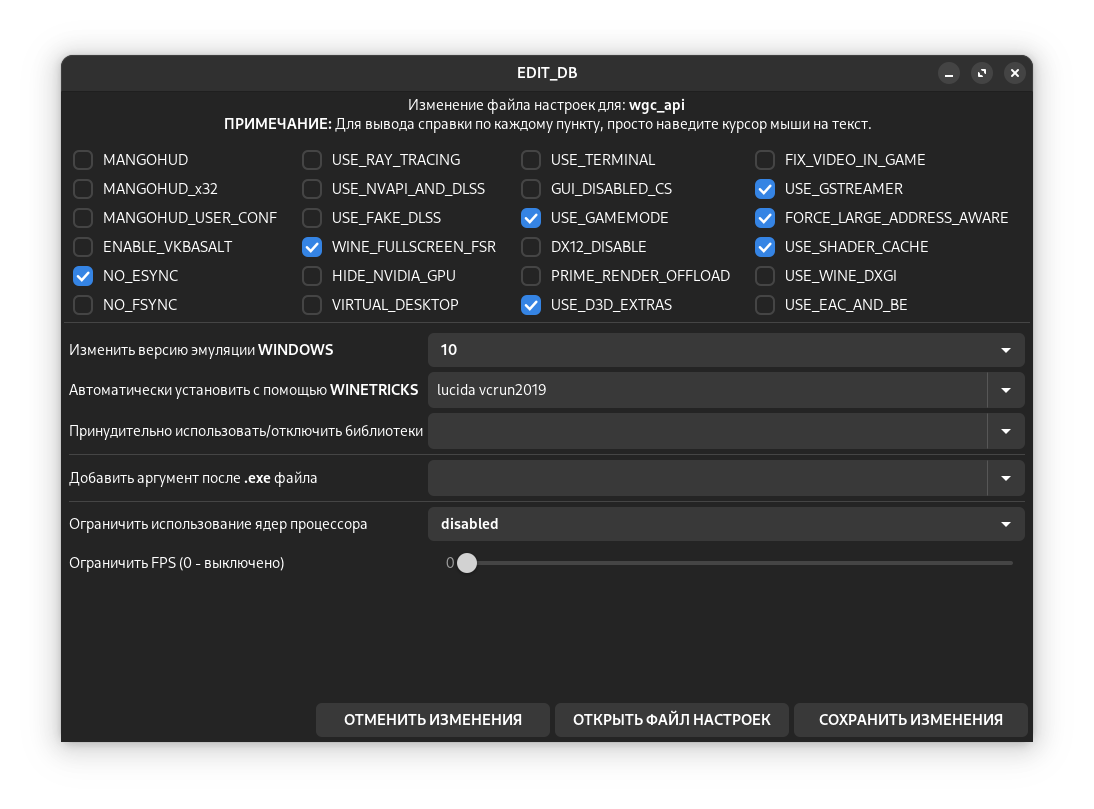 EDIT_DB
Изменение файла настроек для: wgc_api
ПРИМЕЧАНИЕ: Для вывода справки по каждому пункту, просто наведите курсор мыши на текст.
MANGOHUD USE_RAY_TRACING USE_TERMINAL FIX_VIDEO_IN_GAME
MANGOHUD_x32 USE_NVAPI_AND_DLSS GUI_DISABLED_CS USE_GSTREAMER
MANGOHUD_USER_CONF USE_FAKE_DLSS USE_GAMEMODE FORCE_LARGE_ADDRESS_AWARE
ENABLE_VKBASALT WINE_FULLSCREEN_FSR DX12_DISABLE USE_SHADER_CACHE
NO_ESYNC HIDE_NVIDIA_GPU PRIME_RENDER_OFFLOAD USE_WINE_DXGI
NO_FSYNC VIRTUAL_DESKTOP USE_D3D_EXTRAS USE_EAC_AND_BE
Изменить версию эмуляции WINDOWS 10
Автоматически установить с помощью WINETRICKS lucida vcrun2019
Принудительно использовать/отключить библиотеки
Добавить аргумент после .exe файла
Ограничить использование ядер процессора disabled
Ограничить FPS (0 - выключено) 0
ОТМЕНИТЬ ИЗМЕНЕНИЯ ОТКРЫТЬ ФАЙЛ НАСТРОЕК СОХРАНИТЬ ИЗМЕНЕНИЯ